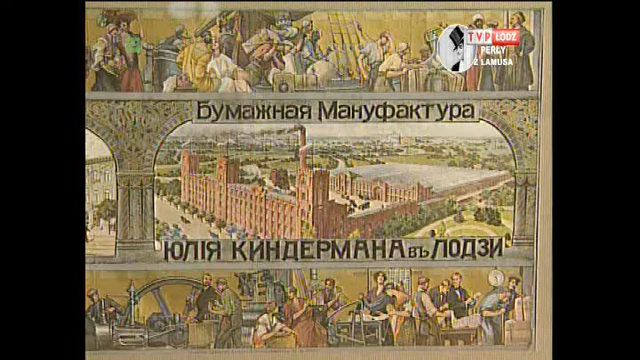 TVP ŁÓDŹ
PERŁY
Z LAMUSA
Бумажная Мануфактура
ЮЛІЯ КИНДЕРМАНА въ ЛОДЗИ